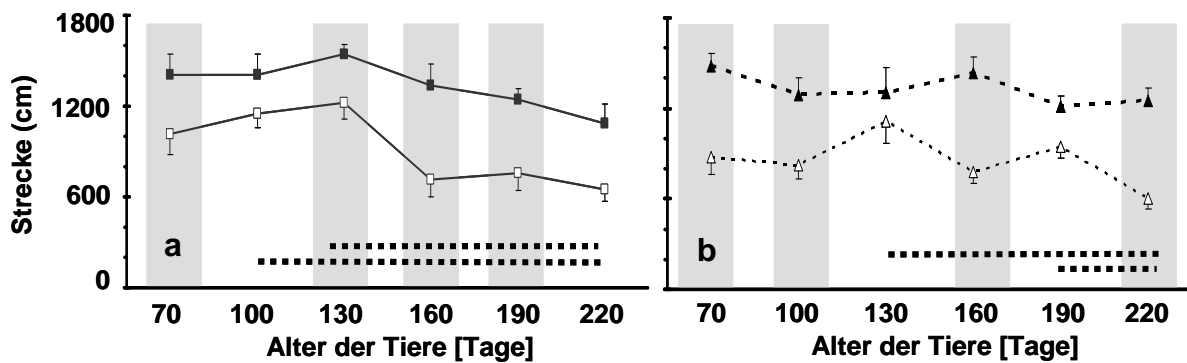 1800
1200
600
0
Strecke (cm)
a
70 100 130 160 190 220
Alter der Tiere [Tage]
b
70 100 130 160 190 220
Alter der Tiere [Tage]